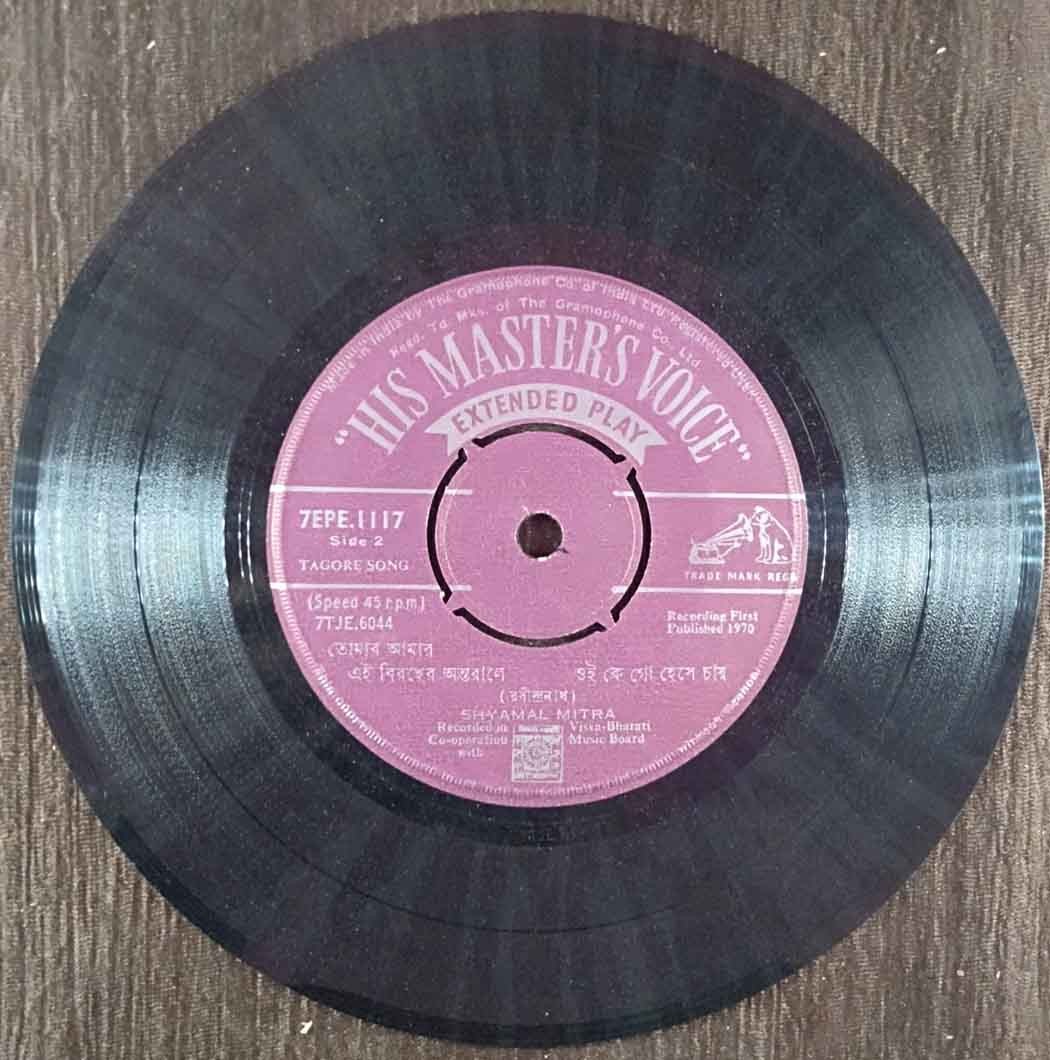 Made in India by The Gramophone Co. of India Ltd
Regd. Td. Mks. of The Gramophone Co., Ltd.
"HIS MASTER'S VOICE"
EXTENDED PLAY
7EPE.1117
Side 2
TAGORE SONG
TRADE MARK REGD
(Speed 45 r.p.m)
7TJE.6044
Recording First
Published 1970
তোমার আমার
এই বিরহের অন্তরালে ওই কে গো হেসে চায়
(রবীন্দ্রনাথ)
SHYAMAL MITRA
Recorded in
Co-operation
with
Visva-Bharati
Music Board